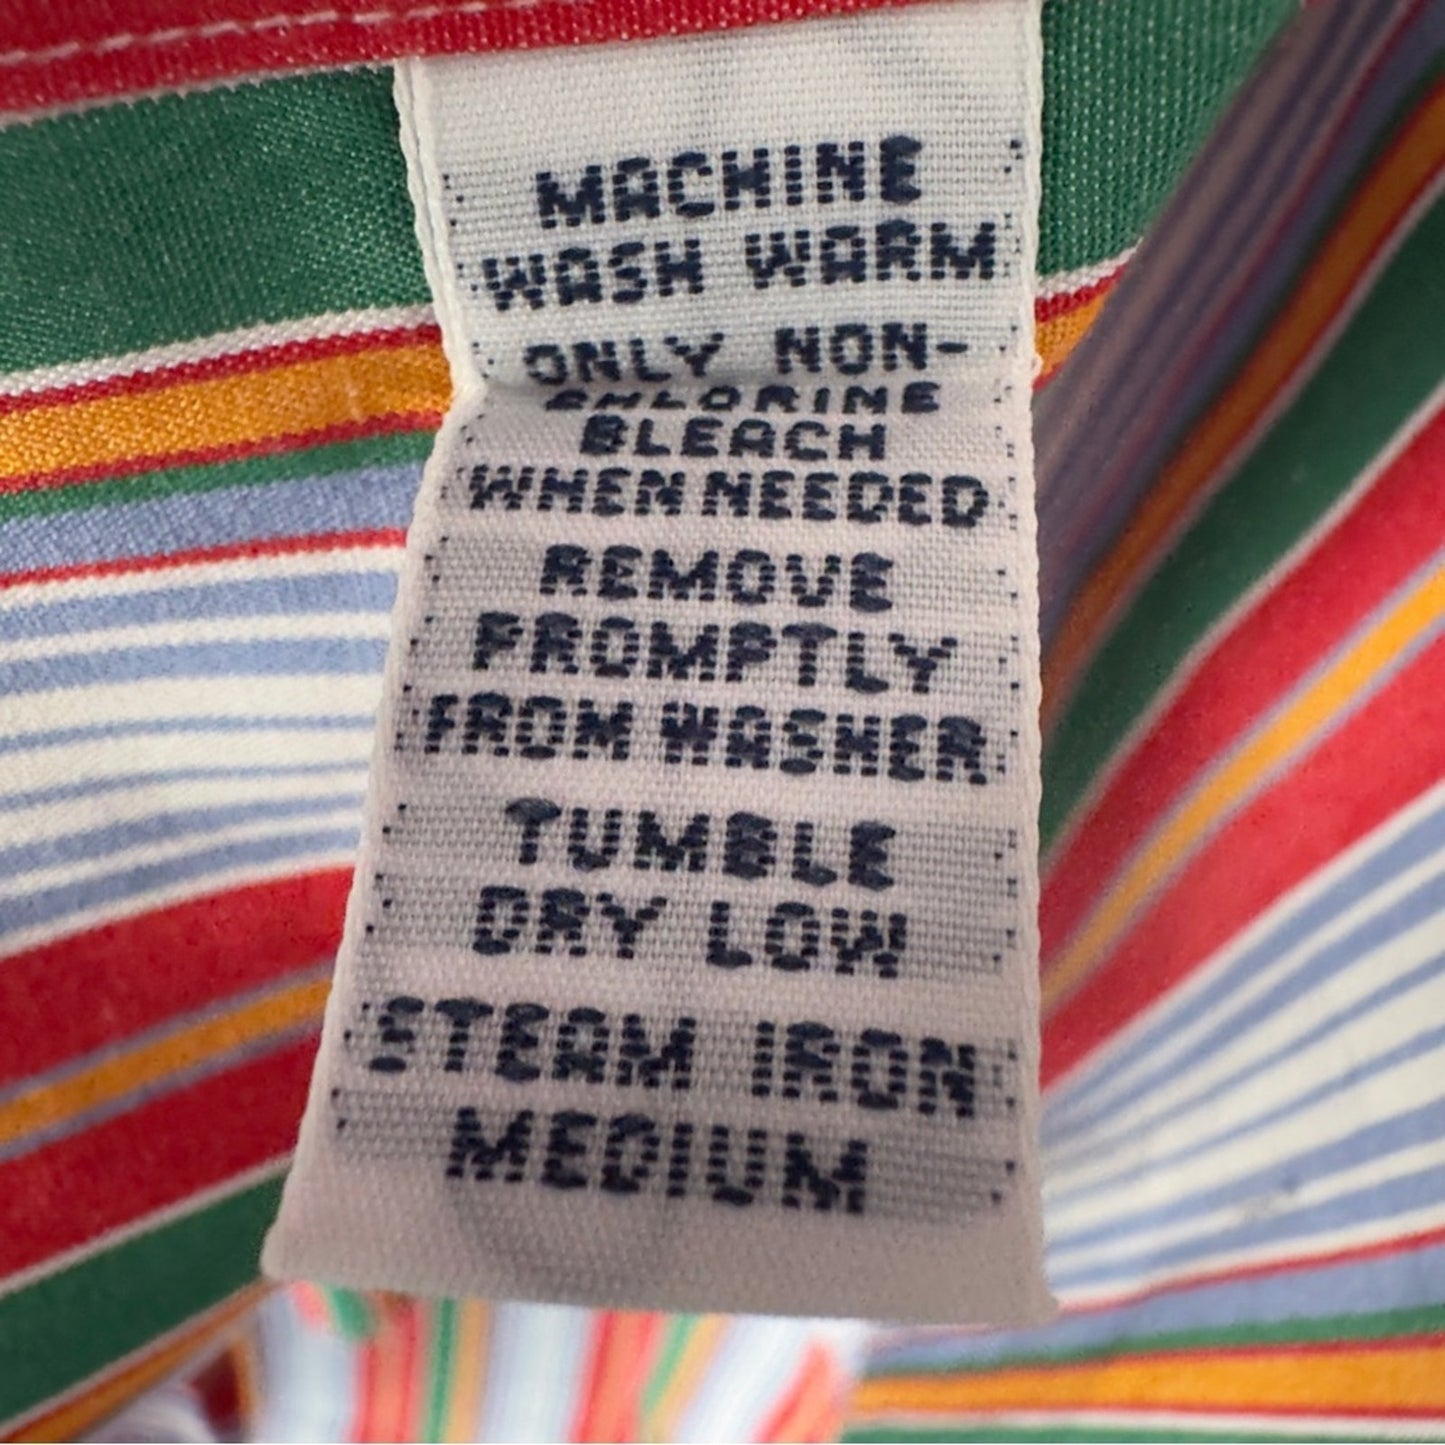 MACHINE
WASH WARM
ONLY NON-
CHLORINE
BLEACH
WHEN NEEDED
REMOVE
PROMPTLY
FROM WASHER
TUMBLE
DRY LOW
STEAM IRON
MEDIUM